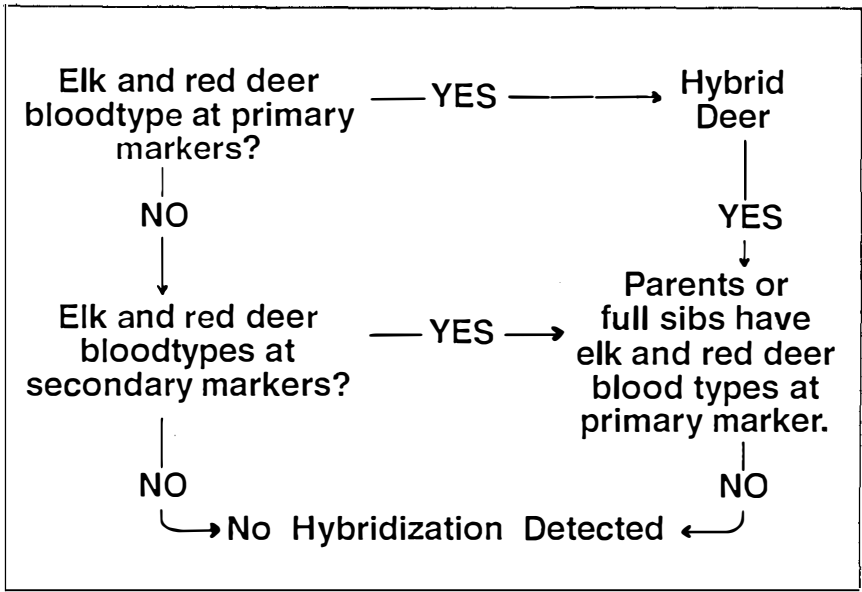 Elk and red deer
bloodtype at primary
markers?
YES
Hybrid
Deer
NO
YES
Elk and red deer
bloodtypes at
secondary markers?
YES
Parents or
full sibs have
elk and red deer
blood types at
primary marker.
NO
NO
No Hybridization Detected